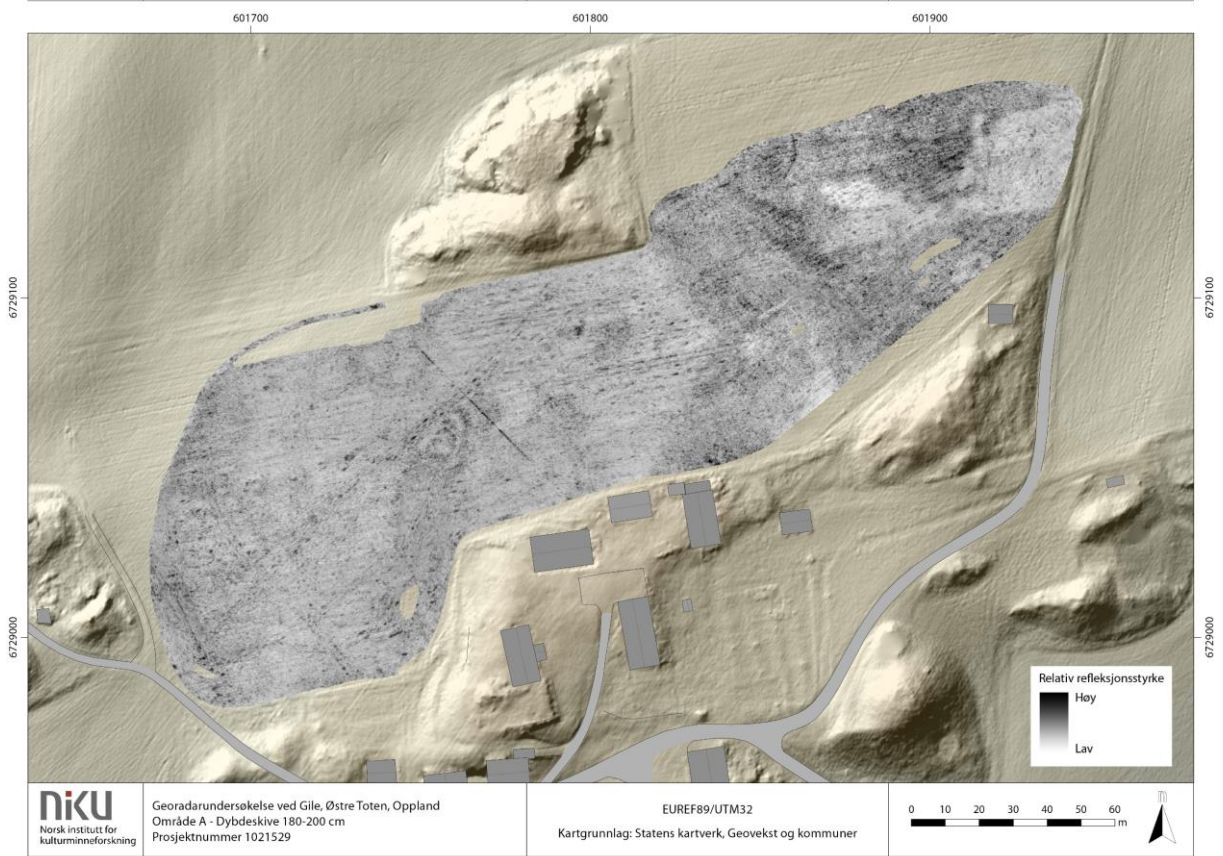 601700
601800
601900
6729100
6729100
6729000
6729000
Relativ refleksjonsstyrke
Høy
Lav
NIKU
Norsk institutt for
kulturminneforskning
Georadarundersøkelse ved Gile, Østre Toten, Oppland
Område A - Dybdeskive 180-200 cm
Prosjektnummer 1021529
EUREF89/UTM32
Kartgrunnlag: Statens kartverk, Geovekst og kommuner
0 10 20 30 40 50 60
m
N